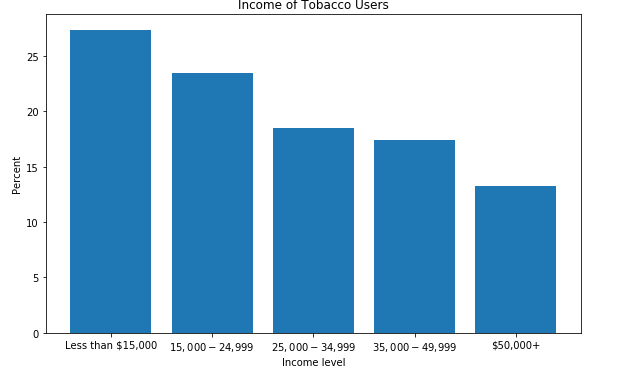 Income of Tobacco Users
Percent
25
20
15
10
5
0
Less than $15,000
15, 000 − 24, 999
25, 000 − 34, 999
35, 000 − 49, 999
$50,000+
Income level